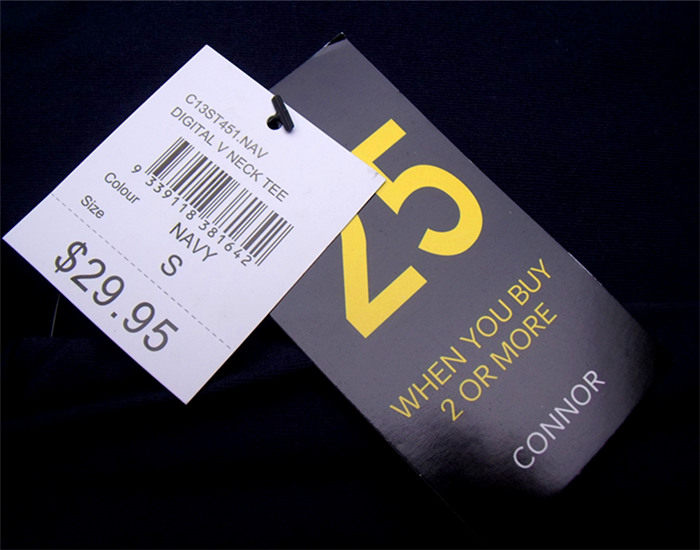 C13ST451.NAV
DIGITAL V NECK TEE
9 339118 381642
Colour NAVY
Size S
$29.95
25
WHEN YOU BUY
2 OR MORE
CONNOR